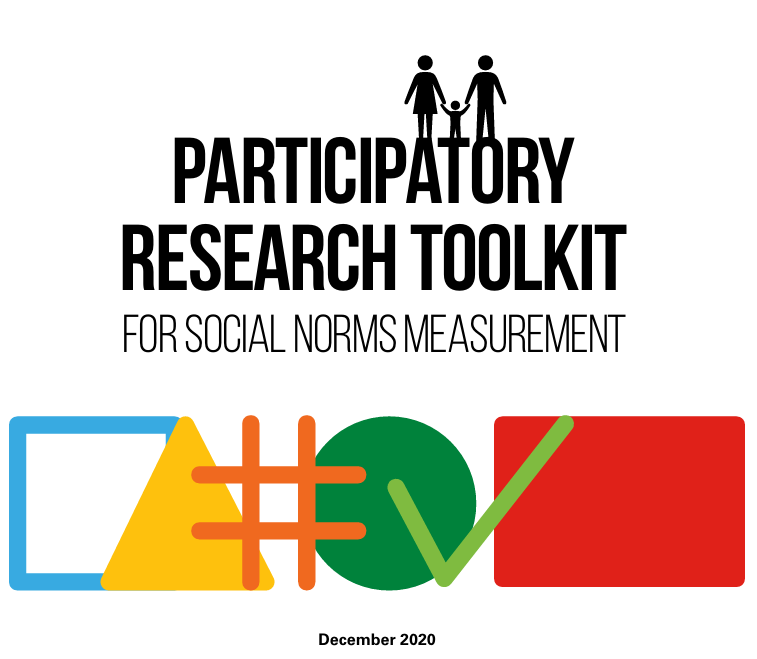 PARTICIPATORY
RESEARCH TOOLKIT
FOR SOCIAL NORMS MEASUREMENT
December 2020